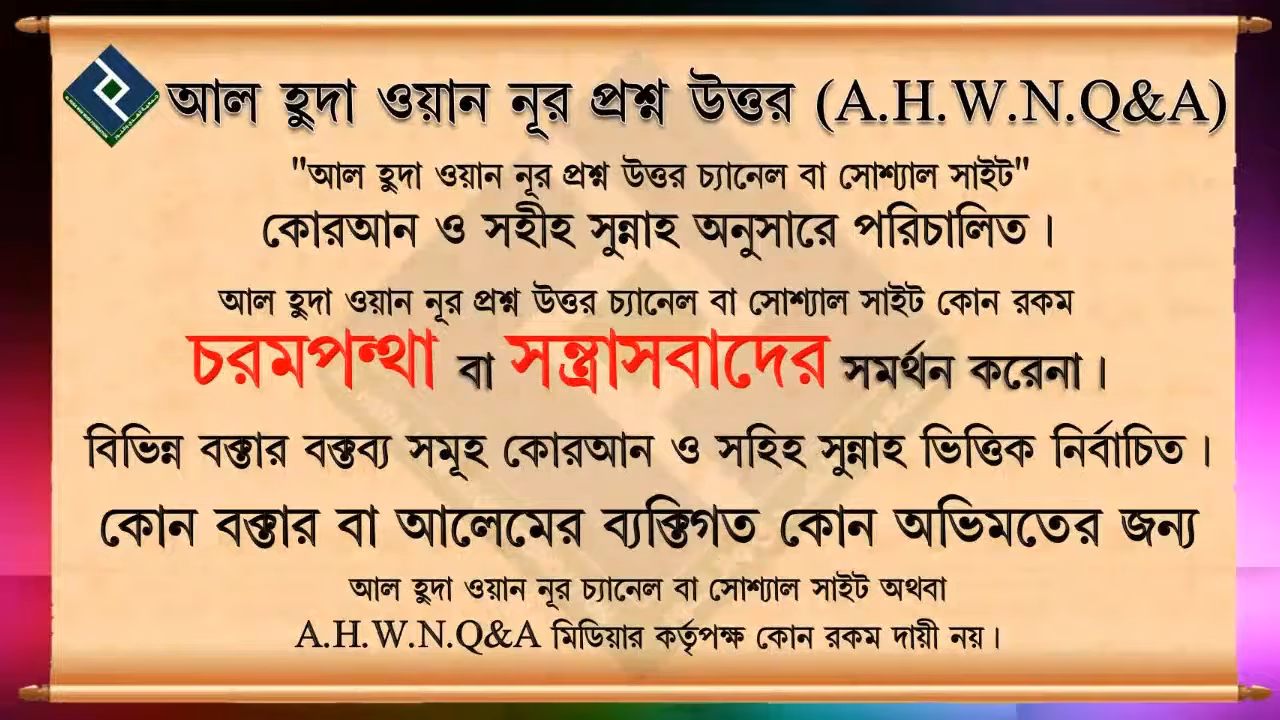 আল হুদা ওয়ান নূর প্রশ্ন উত্তর (A.H.W.N.Q&A)
"আল হুদা ওয়ান নূর প্রশ্ন উত্তর চ্যানেল বা সোশ্যাল সাইট"
কোরআন ও সহীহ সুন্নাহ অনুসারে পরিচালিত।
আল হুদা ওয়ান নূর প্রশ্ন উত্তর চ্যানেল বা সোশ্যাল সাইট কোন রকম
চরমপন্থা বা সন্ত্রাসবাদের সমর্থন করেনা।
বিভিন্ন বক্তার বক্তব্য সমূহ কোরআন ও সহিহ সুন্নাহ ভিত্তিক নির্বাচিত।
কোন বক্তার বা আলেমের ব্যক্তিগত কোন অভিমতের জন্য
আল হুদা ওয়ান নূর চ্যানেল বা সোশ্যাল সাইট অথবা
A.H.W.N.Q&A মিডিয়ার কর্তৃপক্ষ কোন রকম দায়ী নয়।